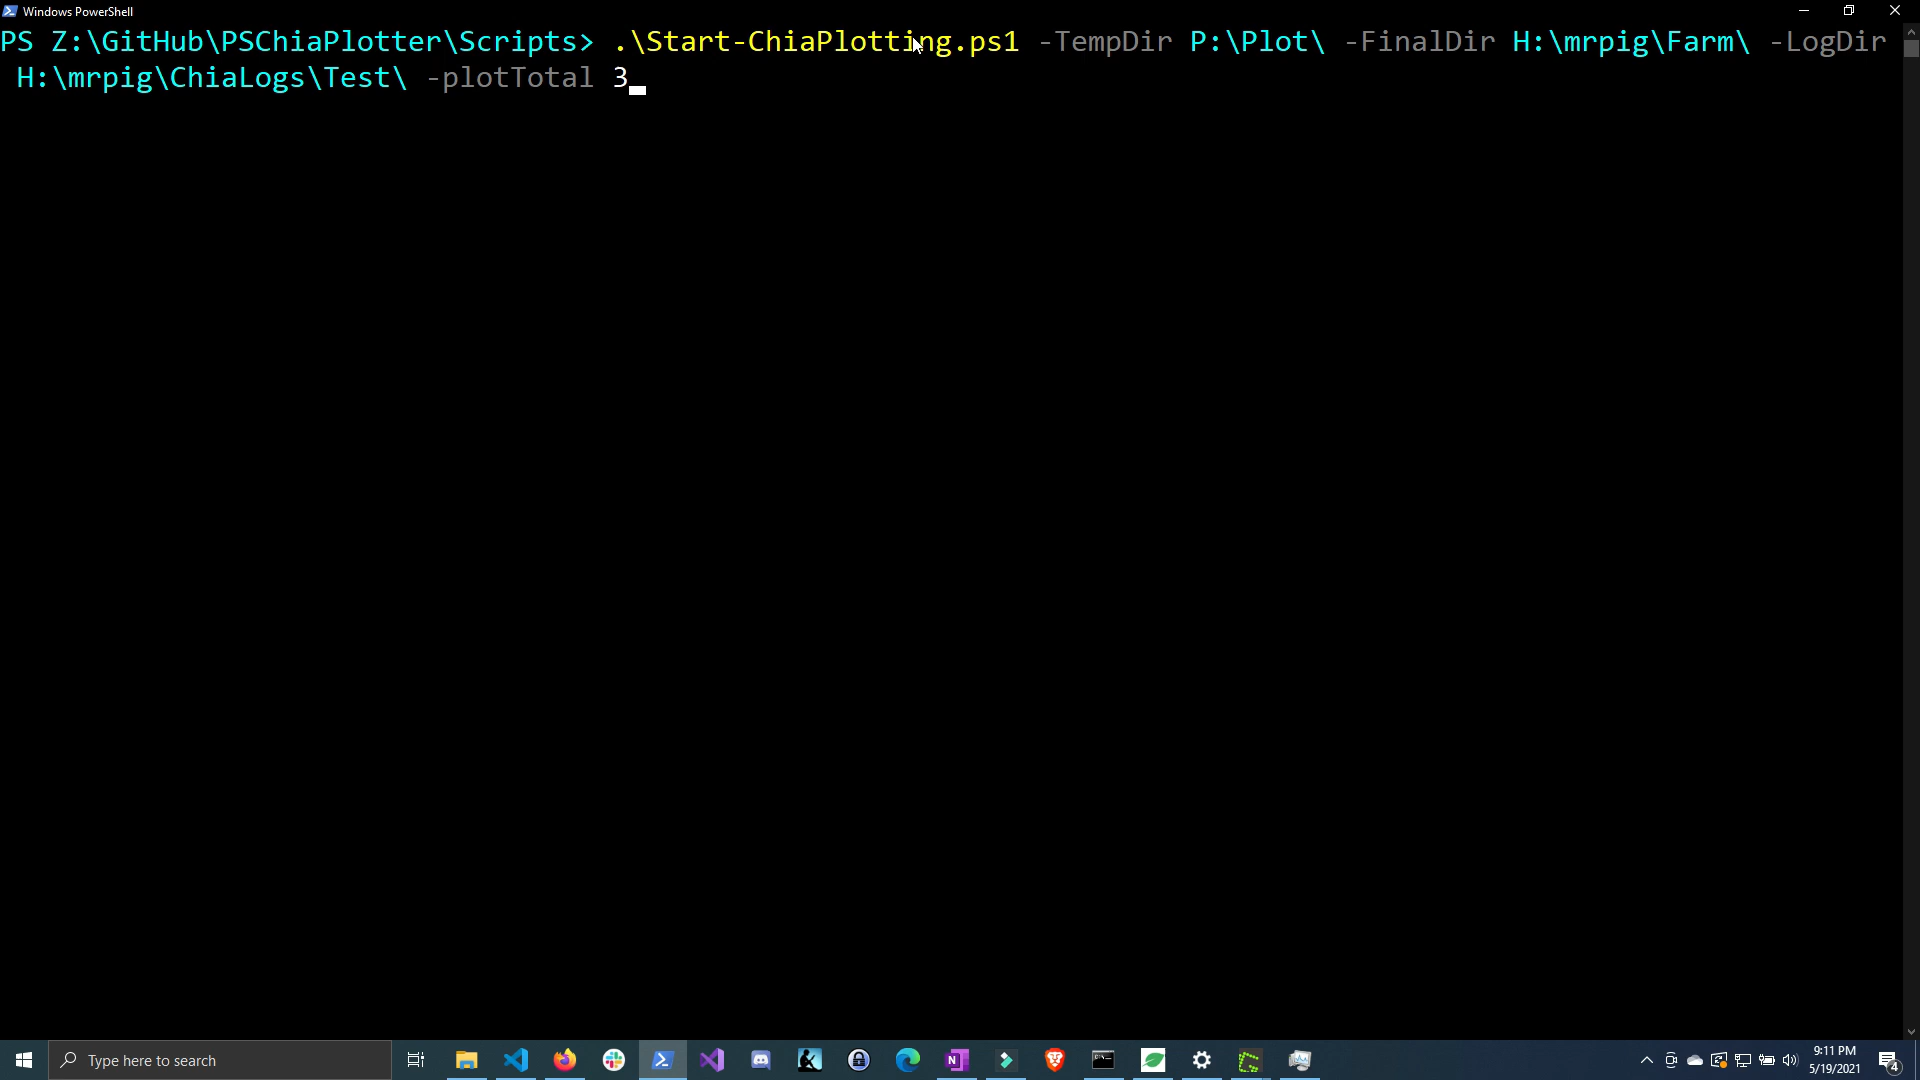 Windows PowerShell
PS Z:\GitHub\PSChiaPlotter\Scripts> .\Start-ChiaPlotting.ps1 -TempDir P:\Plot\ -FinalDir H:\mrpig\Farm\ -LogDir
H:\mrpig\ChiaLogs\Test\ -plotTotal 3
Type here to search
9:11 PM
5/19/2021
4